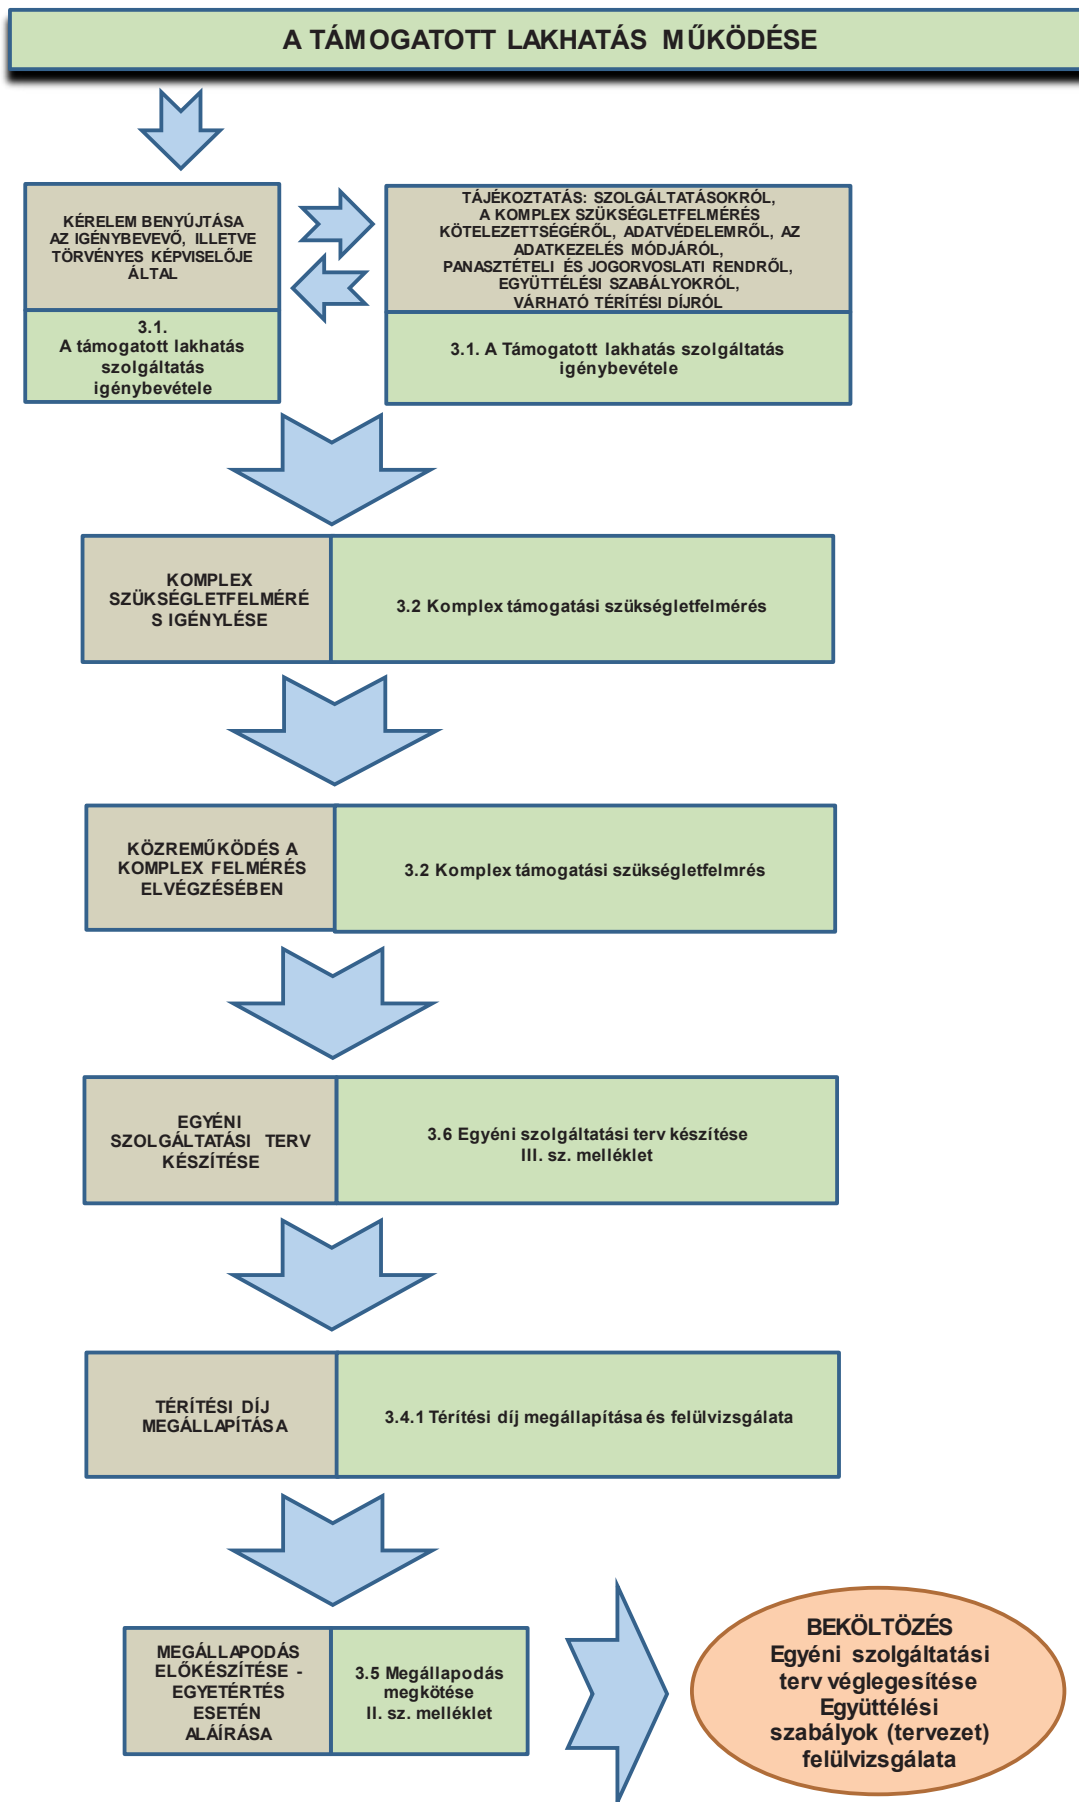 A TÁMOGATOTT LAKHATÁS MŰKÖDÉSE
KÉRELEM BENYÚJTÁSA
AZ IGÉNYBEVEVŐ, ILLETVE
TÖRVÉNYES KÉPVISELŐJE
ÁLTAL
3.1.
A támogatott lakhatás
szolgáltatás
igénybevétele
TÁJÉKOZTATÁS: SZOLGÁLTATÁSOKRÓL,
A KOMPLEX SZÜKSÉGLETFELMÉRÉS
KÖTELEZETTSÉGÉRŐL, ADATVÉDELEMRŐL, AZ
ADATKEZELÉS MÓDJÁRÓL,
PANASZTÉTELI ÉS JOGORVOSLATI RENDRŐL,
EGYÜTTÉLÉSI SZABÁLYOKRÓL,
VÁRHATÓ TÉRÍTÉSI DÍJRÓL
3.1. A Támogatott lakhatás szolgáltatás
igénybevétele
KOMPLEX
SZÜKSÉGLETFELMÉRÉ
S IGÉNYLÉSE
3.2 Komplex támogatási szükségletfelmérés
KÖZREMŰKÖDÉS A
KOMPLEX FELMÉRÉS
ELVÉGZÉSÉBEN
3.2 Komplex támogatási szükségletfelmrés
EGYÉNI
SZOLGÁLTATÁSI TERV
KÉSZÍTÉSE
3.6 Egyéni szolgáltatási terv készítése
III. sz. melléklet
TÉRÍTÉSI DÍJ
MEGÁLLAPÍTÁSA
3.4.1 Térítési díj megállapítása és felülvizsgálata
MEGÁLLAPODÁS
ELŐKÉSZÍTÉSE -
EGYETÉRTÉS
ESETÉN
ALÁÍRÁSA
3.5 Megállapodás
megkötése
II. sz. melléklet
BEKÖLTÖZÉS
Egyéni szolgáltatási
terv véglegesítése
Együttélési
szabályok (tervezet)
felülvizsgálata